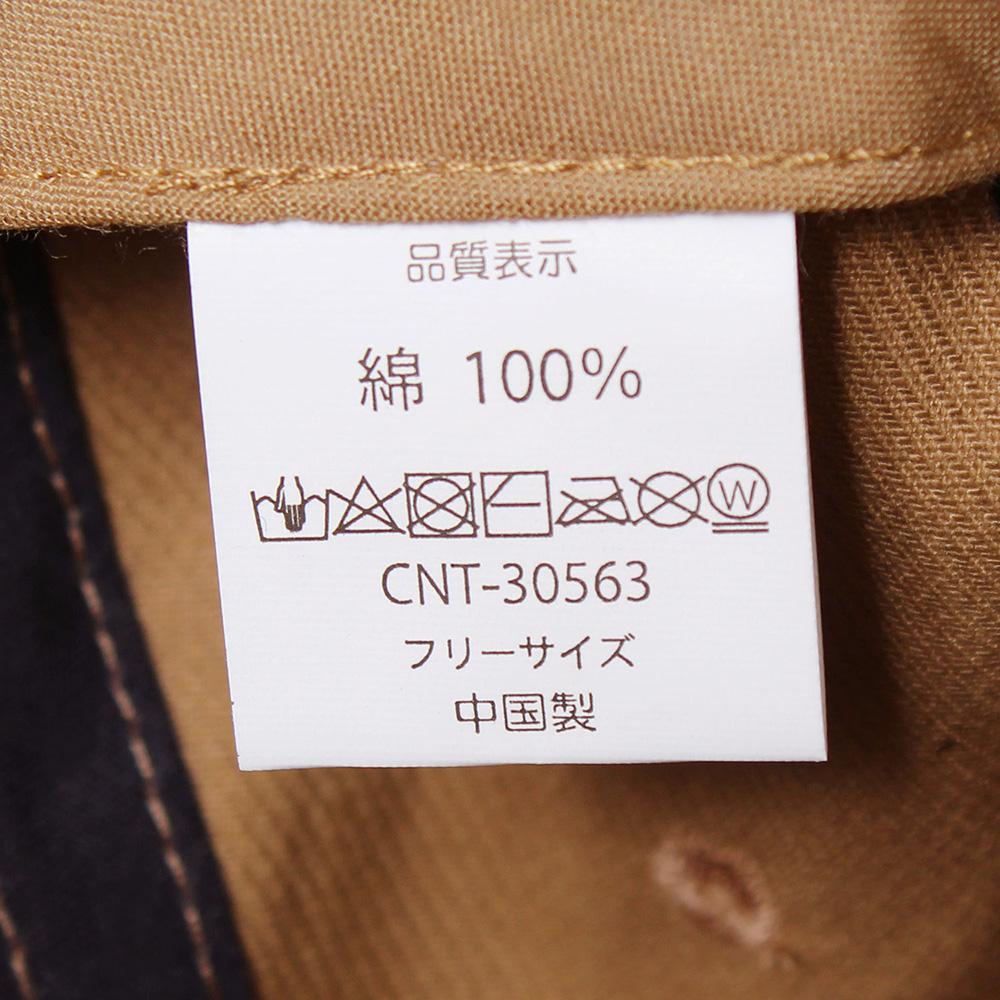 品質表示
綿 100%
W
CNT-30563
フリーサイズ
中国製